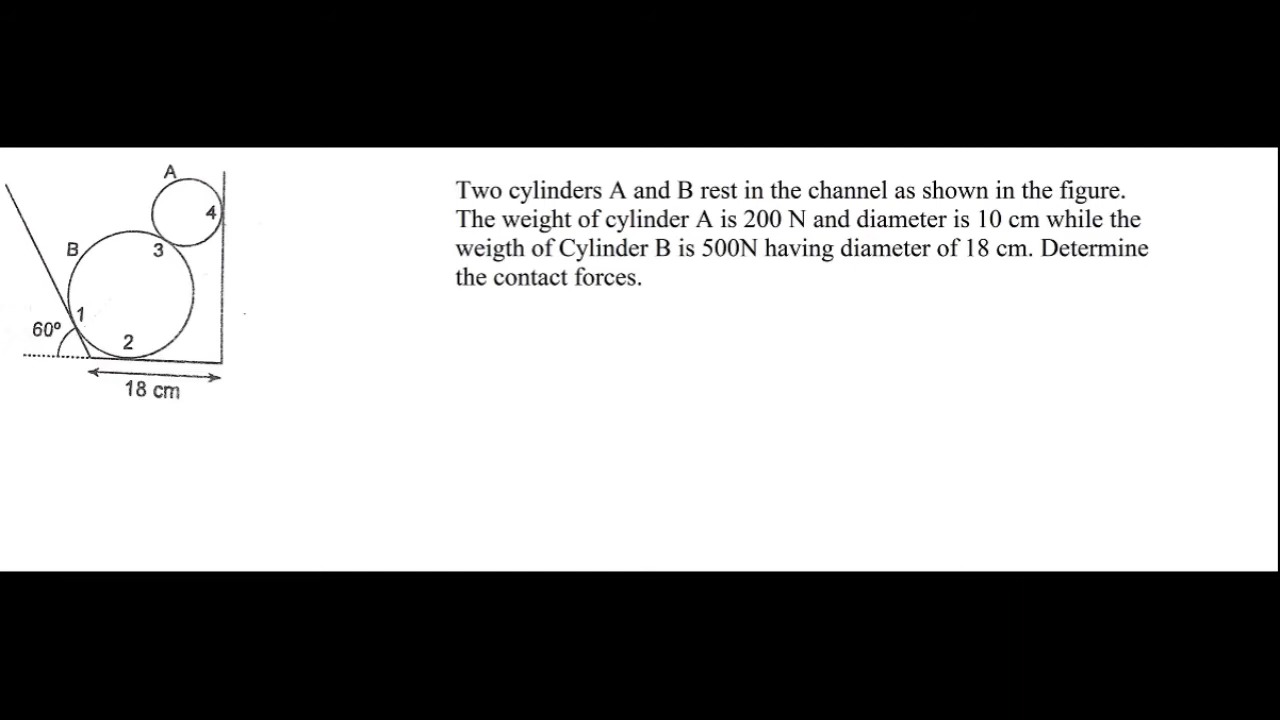 A
4
B
3
1
60°
2
18 cm
Two cylinders A and B rest in the channel as shown in the figure.
The weight of cylinder A is 200 N and diameter is 10 cm while the
weigth of Cylinder B is 500N having diameter of 18 cm. Determine
the contact forces.